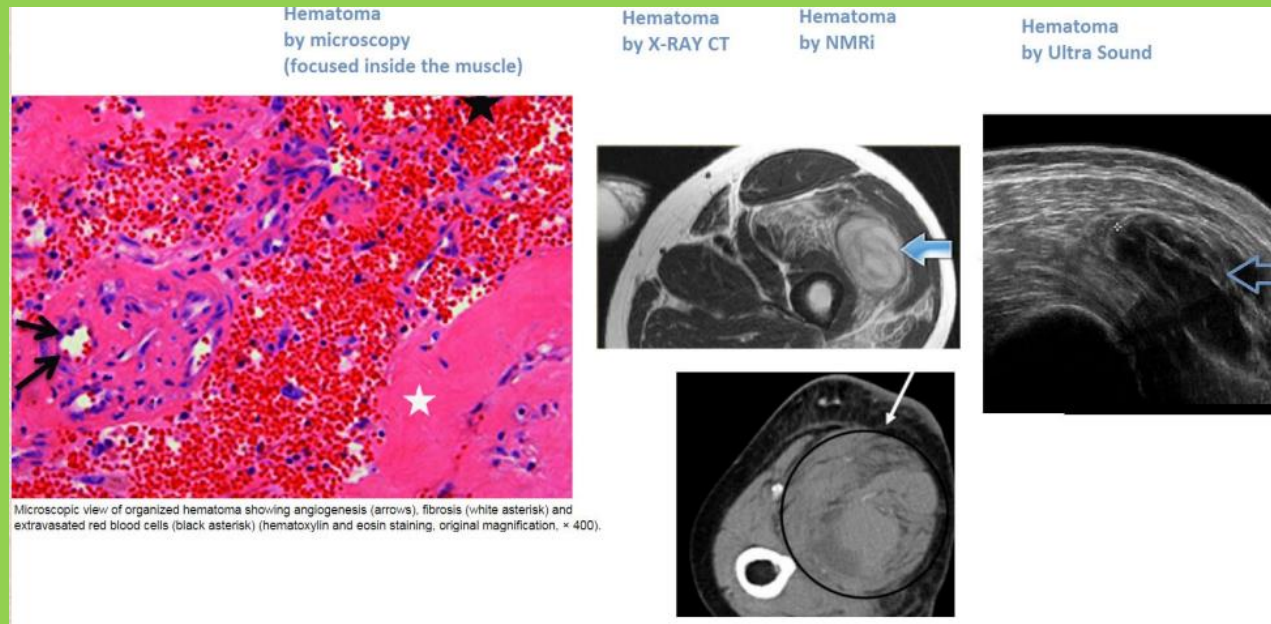 Hematoma
by microscopy
(focused inside the muscle)
Hematoma
by X-RAY CT
Hematoma
by NMRi
Hematoma
by Ultra Sound
Microscopic view of organized hematoma showing angiogenesis (arrows), fibrosis (white asterisk) and
extravasated red blood cells (black asterisk) (hematoxylin and eosin staining, original magnification, × 400).